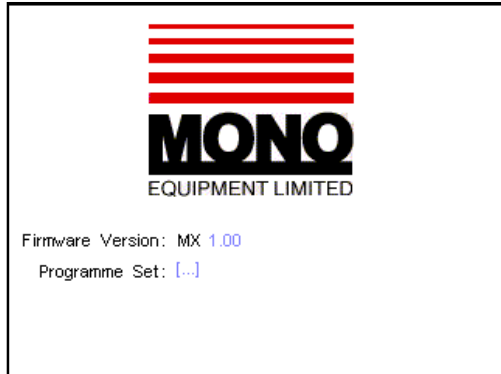 MONO
EQUIPMENT LIMITED
Firmware Version: MX 1.00
Programme Set: [...]